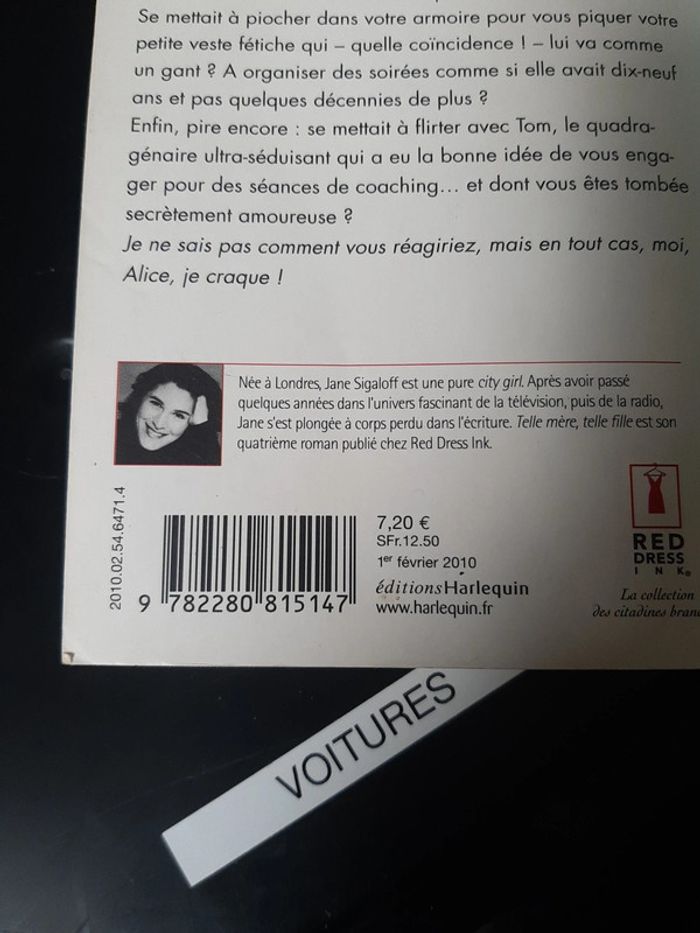 Se mettait à piocher dans votre armoire pour vous piquer votre
petite veste fétiche qui – quelle coïncidence ! – lui va comme
un gant ? A organiser des soirées comme si elle avait dix-neuf
ans et pas quelques décennies de plus ?
Enfin, pire encore : se mettait à flirter avec Tom, le quadra-
génaire ultra-séduisant qui a eu la bonne idée de vous enga-
ger pour des séances de coaching... et dont vous êtes tombée
secrètement amoureuse ?
Je ne sais pas comment vous réagiriez, mais en tout cas, moi,
Alice, je craque !
Née à Londres, Jane Sigaloff est une pure city girl. Après avoir passé
quelques années dans l'univers fascinant de la télévision, puis de la radio,
Jane s'est plongée à corps perdu dans l'écriture. Telle mère, telle fille est son
quatrième roman publié chez Red Dress Ink.
2010.02.54.6471.4
9 782280 815147
7,20 €
SFr.12.50
1er février 2010
éditions Harlequin
www.harlequin.fr
RED
DRESS
INK®
La collection
des citadines
VOITURES